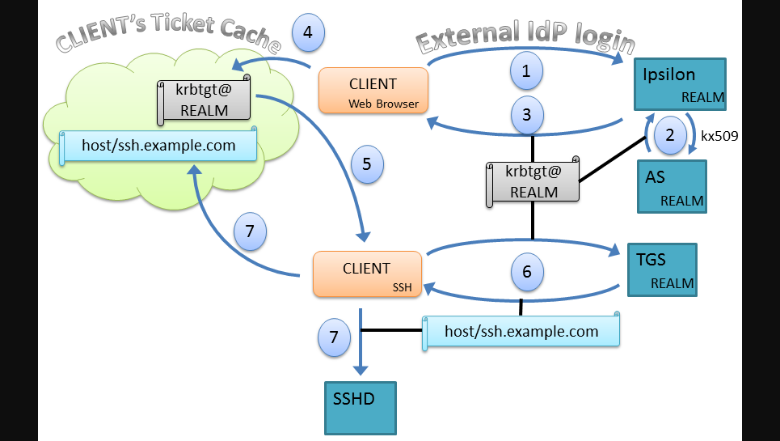 CLIENT's Ticket Cache
External IdP login
4
CLIENT
Web Browser
1
Ipsilon
REALM
krbtgt@
REALM
3
2
kx509
host/ssh.example.com
5
krbtgt@
REALM
AS
REALM
7
CLIENT
SSH
6
TGS
REALM
7
host/ssh.example.com
SSHD